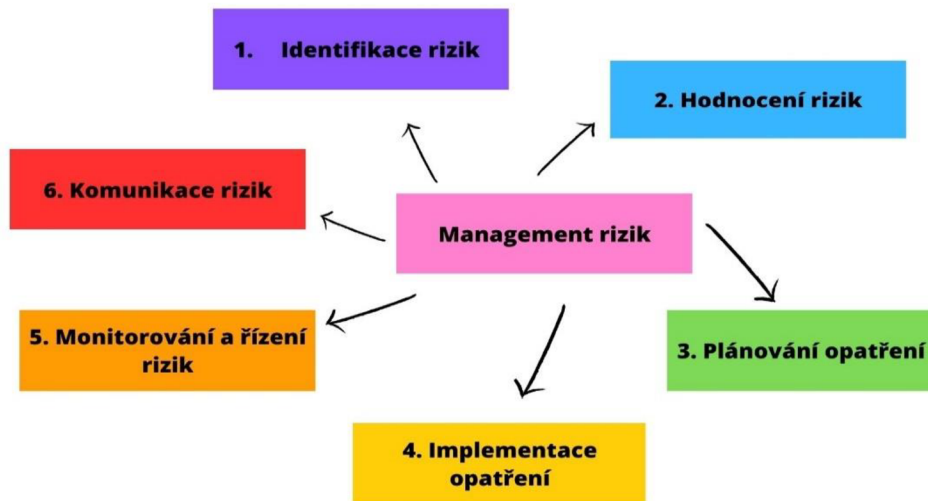 1. Identifikace rizik
2. Hodnocení rizik
6. Komunikace rizik
Management rizik
5. Monitorování a řízení
rizik
3. Plánování opatření
4. Implementace
opatření